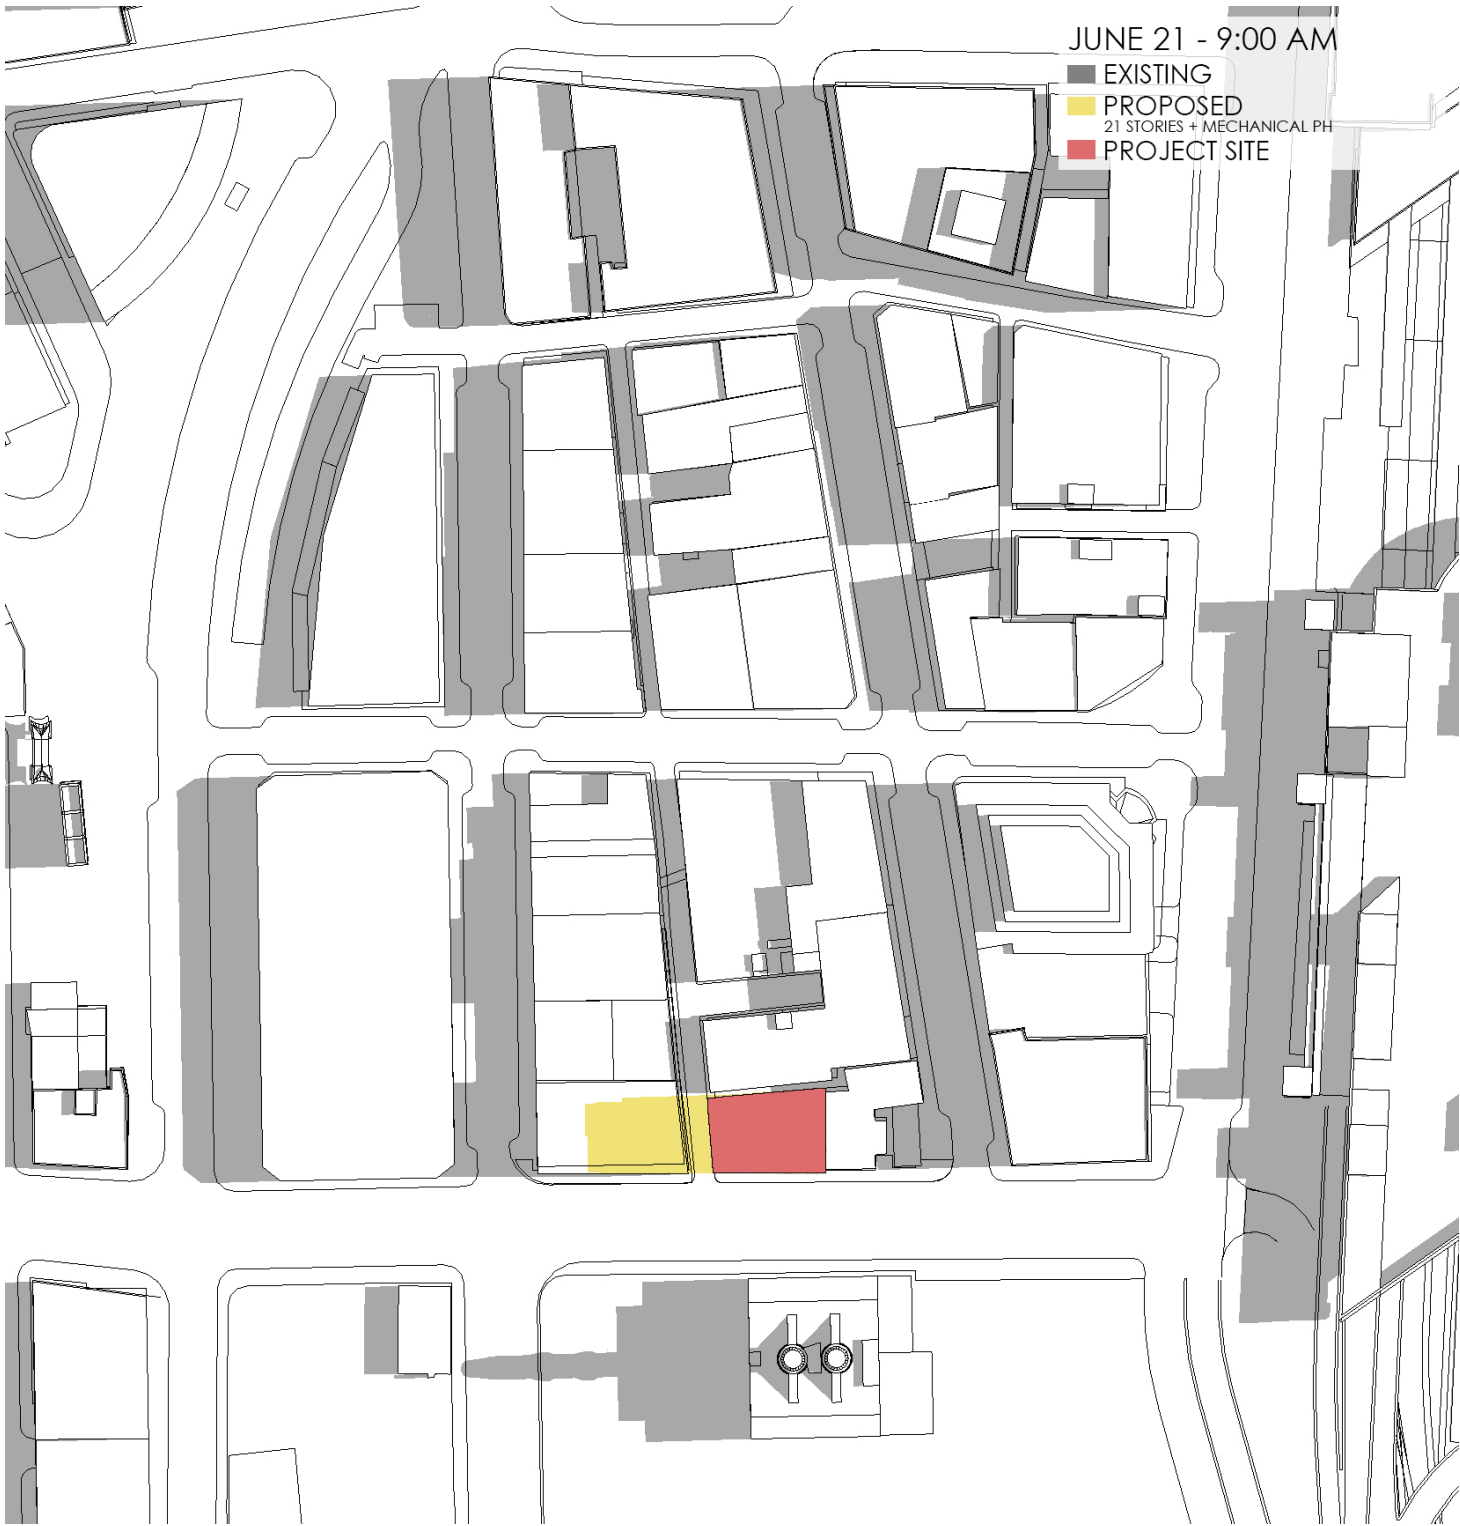 JUNE 21 - 9:00 AM
EXISTING
PROPOSED
21 STORIES + MECHANICAL PH
PROJECT SITE